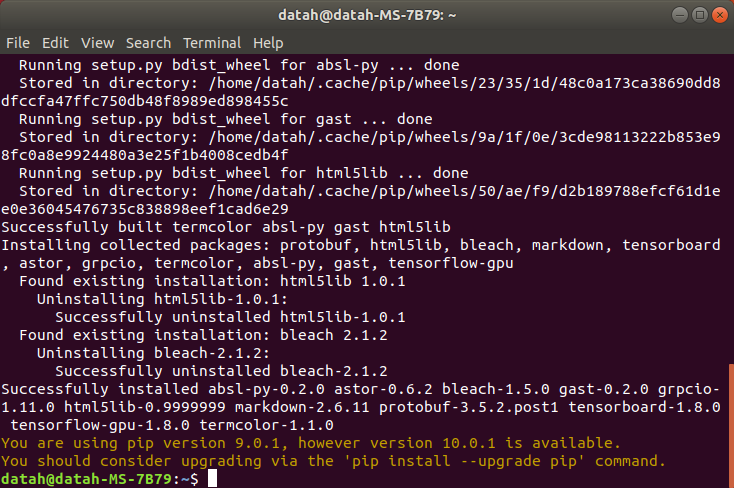 datah@datah-MS-7B79: ~
File Edit View Search Terminal Help
Running setup.py bdist_wheel for absl-py ... done
Stored in directory: /home/datah/.cache/pip/wheels/23/35/1d/48c0a173ca38690dd8
dfccfa47ffc750db48f8989ed898455c
Running setup.py bdist_wheel for gast ... done
Stored in directory: /home/datah/.cache/pip/wheels/9a/1f/0e/3cde98113222b853e9
8fc0a8e9924480a3e25f1b4008cedb4f
Running setup.py bdist_wheel for html5lib ... done
Stored in directory: /home/datah/.cache/pip/wheels/50/ae/f9/d2b189788efcf61d1e
e0e36045476735c838898eef1cad6e29
Successfully built termcolor absl-py gast html5lib
Installing collected packages: protobuf, html5lib, bleach, markdown, tensorboard
, astor, grpcio, termcolor, absl-py, gast, tensorflow-gpu
Found existing installation: html5lib 1.0.1
Uninstalling html5lib-1.0.1:
Successfully uninstalled html5lib-1.0.1
Found existing installation: bleach 2.1.2
Uninstalling bleach-2.1.2:
Successfully uninstalled bleach-2.1.2
Successfully installed absl-py-0.2.0 astor-0.6.2 bleach-1.5.0 gast-0.2.0 grpcio-
1.11.0 html5lib-0.9999999 markdown-2.6.11 protobuf-3.5.2.post1 tensorboard-1.8.0
tensorflow-gpu-1.8.0 termcolor-1.1.0
You are using pip version 9.0.1, however version 10.0.1 is available.
You should consider upgrading via the 'pip install --upgrade pip' command.
datah@datah-MS-7B79:~$